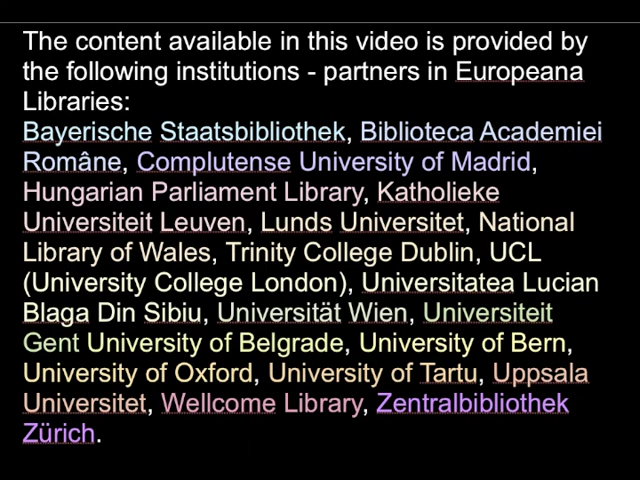 The content available in this video is provided by
the following institutions - partners in Europeana
Libraries:
Bayerische Staatsbibliothek, Biblioteca Academiei
Române, Complutense University of Madrid,
Hungarian Parliament Library, Katholieke
Universiteit Leuven, Lunds Universitet, National
Library of Wales, Trinity College Dublin, UCL
(University College London), Universitatea Lucian
Blaga Din Sibiu, Universität Wien, Universiteit
Gent University of Belgrade, University of Bern,
University of Oxford, University of Tartu, Uppsala
Universitet, Wellcome Library, Zentralbibliothek
Zürich.